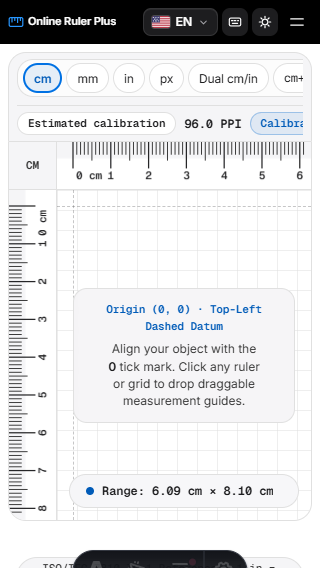 Online Ruler Plus
EN
cm
mm
in
px
Dual cm/in
cm+
Estimated calibration
96.0 PPI
Calibra
CM
0 cm 1 2 3 4 5 6
0 cm
1
2
3
4
5
6
7
8
Origin (0, 0) · Top-Left
Dashed Datum
Align your object with the
0 tick mark. Click any ruler
or grid to drop draggable
measurement guides.
Range: 6.09 cm × 8.10 cm